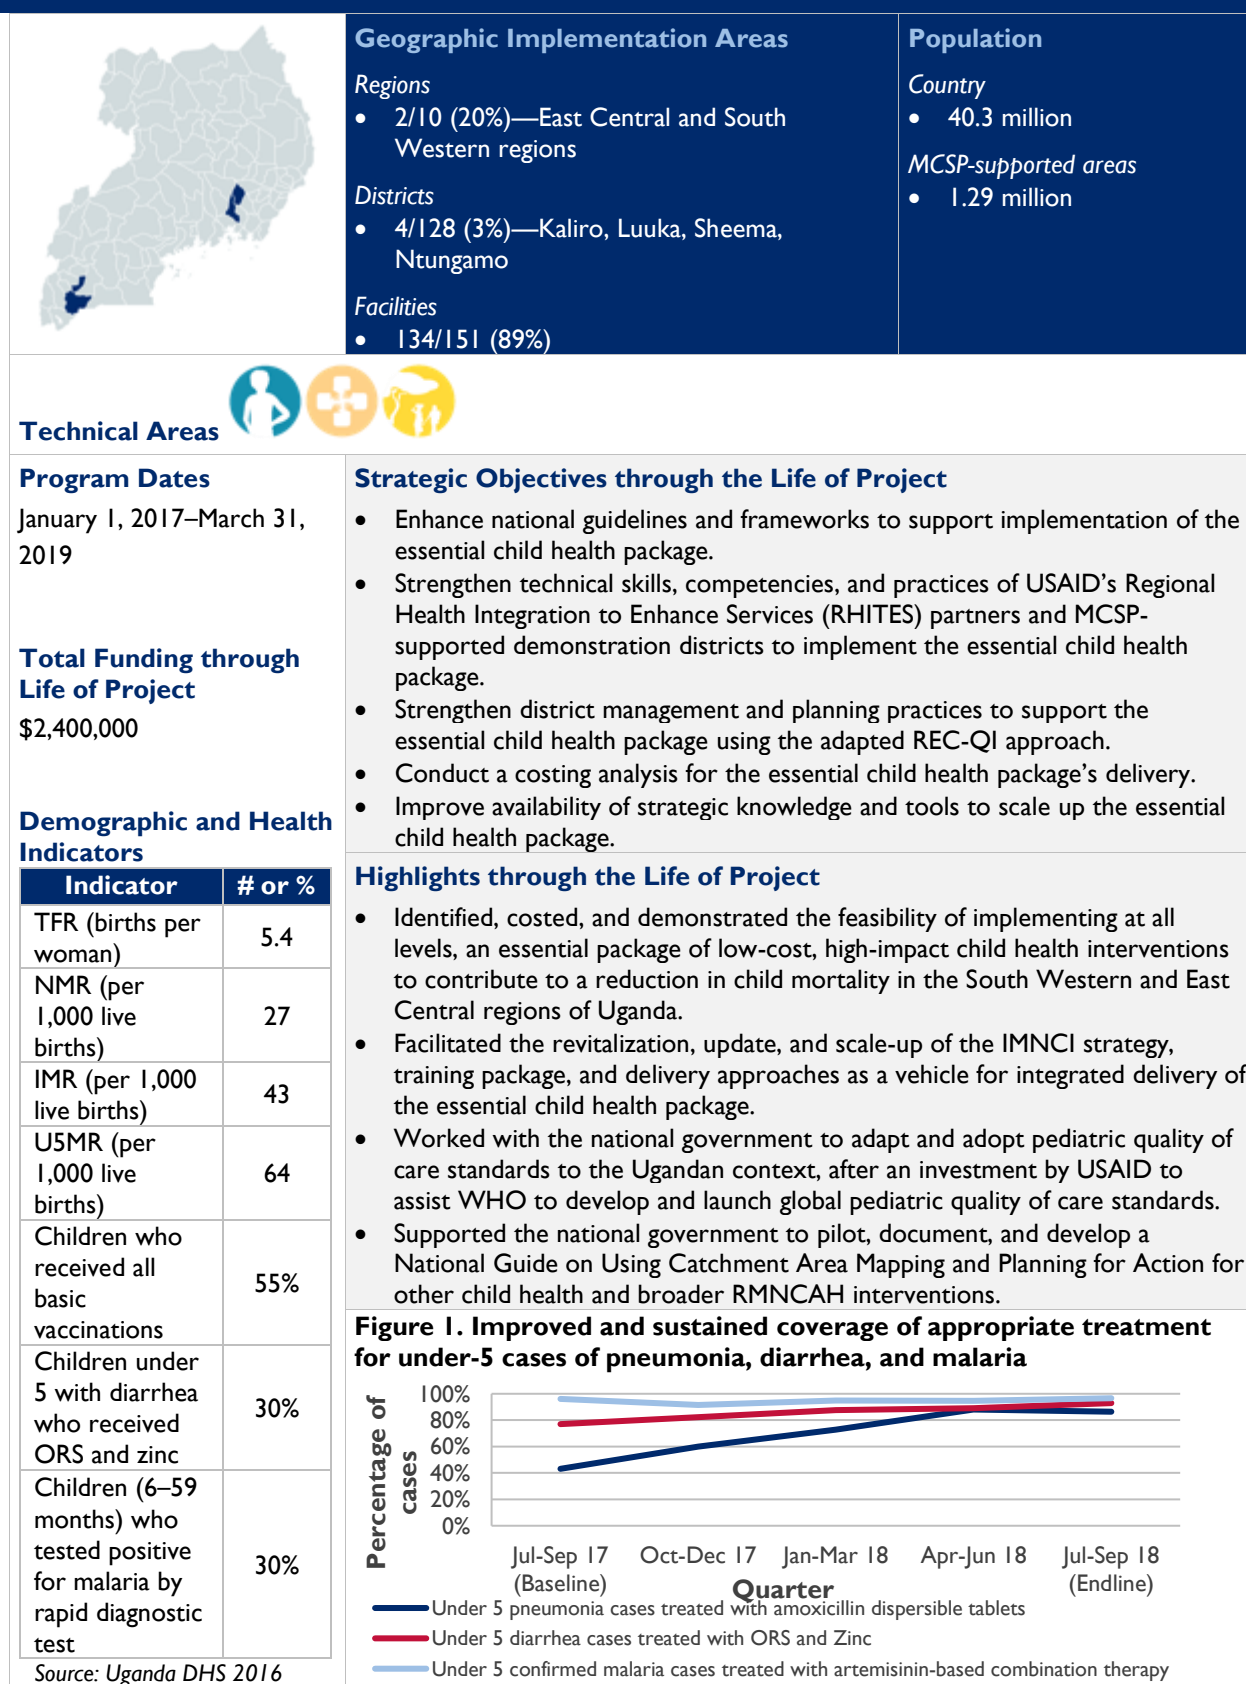 Geographic Implementation Areas
Regions
• 2/10 (20%)—East Central and South
Western regions
Districts
• 4/128 (3%)—Kaliro, Luuka, Sheema,
Ntungamo
Facilities
• 134/151 (89%)
Population
Country
• 40.3 million
MCSP-supported areas
• 1.29 million
Technical Areas
Program Dates
January 1, 2017–March 31,
2019
Total Funding through
Life of Project
$2,400,000
Demographic and Health
Indicators
Indicator # or %
TFR (births per
woman) 5.4
NMR (per
1,000 live
births) 27
IMR (per 1,000
live births) 43
U5MR (per
1,000 live
births) 64
Children who
received all
basic
vaccinations 55%
Children under
5 with diarrhea
who received
ORS and zinc 30%
Children (6–59
months) who
tested positive
for malaria by
rapid diagnostic
test 30%
Source: Uganda DHS 2016
Strategic Objectives through the Life of Project
• Enhance national guidelines and frameworks to support implementation of the
essential child health package.
• Strengthen technical skills, competencies, and practices of USAID’s Regional
Health Integration to Enhance Services (RHITES) partners and MCSP-
supported demonstration districts to implement the essential child health
package.
• Strengthen district management and planning practices to support the
essential child health package using the adapted REC-QI approach.
• Conduct a costing analysis for the essential child health package’s delivery.
• Improve availability of strategic knowledge and tools to scale up the essential
child health package.
Highlights through the Life of Project
• Identified, costed, and demonstrated the feasibility of implementing at all
levels, an essential package of low-cost, high-impact child health interventions
to contribute to a reduction in child mortality in the South Western and East
Central regions of Uganda.
• Facilitated the revitalization, update, and scale-up of the IMNCI strategy,
training package, and delivery approaches as a vehicle for integrated delivery of
the essential child health package.
• Worked with the national government to adapt and adopt pediatric quality of
care standards to the Ugandan context, after an investment by USAID to
assist WHO to develop and launch global pediatric quality of care standards.
• Supported the national government to pilot, document, and develop a
National Guide on Using Catchment Area Mapping and Planning for Action for
other child health and broader RMNCAH interventions.
Figure 1. Improved and sustained coverage of appropriate treatment
for under-5 cases of pneumonia, diarrhea, and malaria
Percentage of
cases
100%
80%
60%
40%
20%
0%
Jul-Sep 17 Oct-Dec 17 Jan-Mar 18 Apr-Jun 18 Jul-Sep 18
(Baseline) (Endline)
Quarter
Under 5 pneumonia cases treated with amoxicillin dispersible tablets
Under 5 diarrhea cases treated with ORS and Zinc
Under 5 confirmed malaria cases treated with artemisinin-based combination therapy